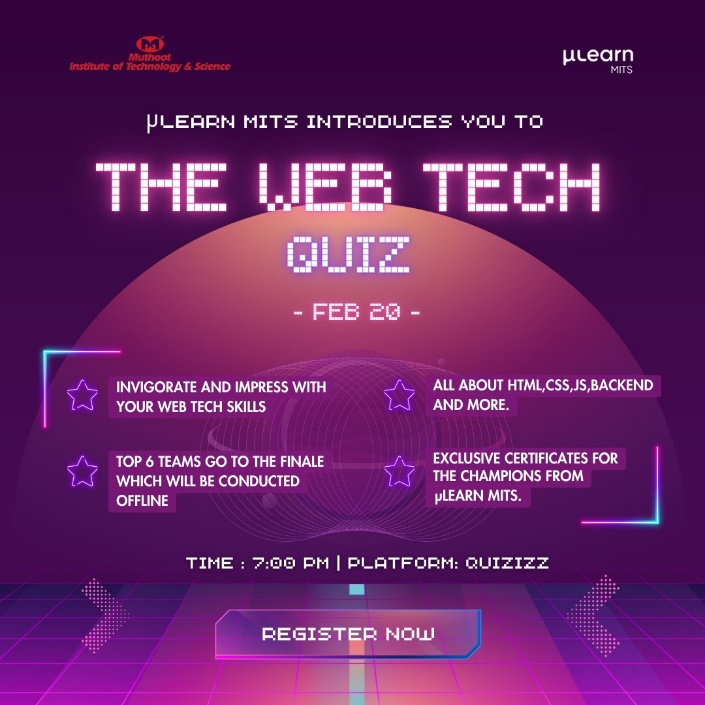 Muthoot
Institute of Technology & Science
µLearn
MITS
µLEARN MITS INTRODUCES YOU TO
THE WEB TECH
QUIZ
- FEB 20 -
INVIGORATE AND IMPRESS WITH
YOUR WEB TECH SKILLS
ALL ABOUT HTML,CSS,JS,BACKEND
AND MORE.
TOP 6 TEAMS GO TO THE FINALE
WHICH WILL BE CONDUCTED
OFFLINE
EXCLUSIVE CERTIFICATES FOR
THE CHAMPIONS FROM
µLEARN MITS.
TIME : 7:00 PM | PLATFORM: QUIZIZZ
REGISTER NOW